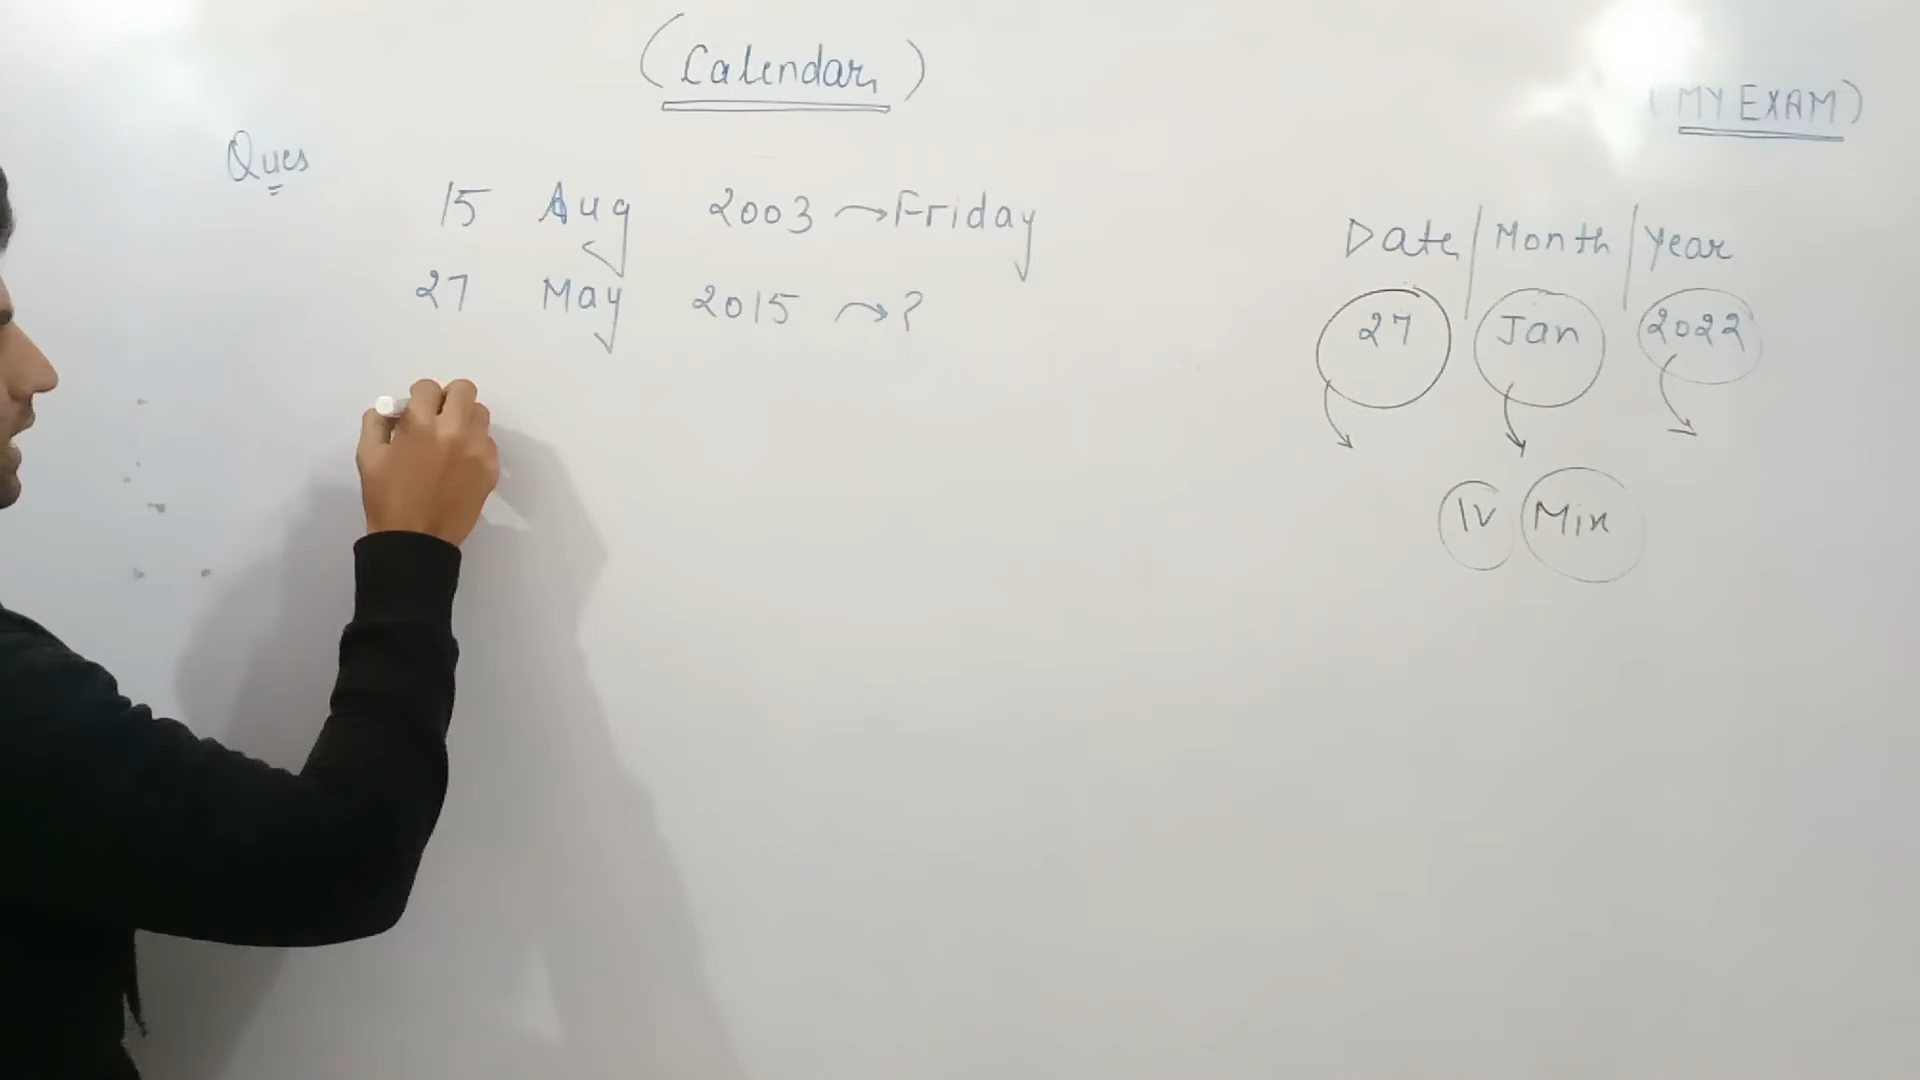 (Calendar)
(MY EXAM)
Ques
15 Aug 2003 → Friday
27 May 2015 → ?
Date / Month / Year
27 Jan 2022
IV Mix